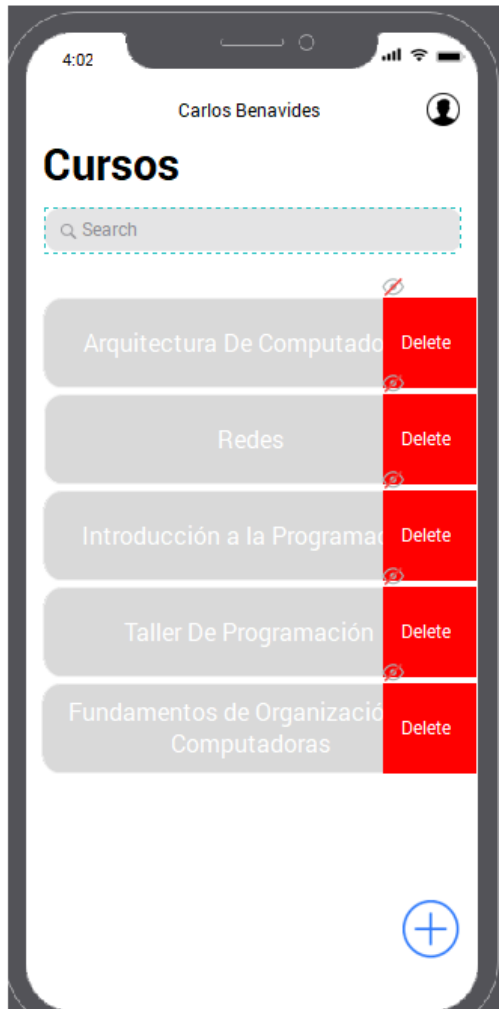 4:02
Carlos Benavides
Cursos
Search
Arquitectura De Computado
Delete
Redes
Delete
Introducción a la Programac
Delete
Taller De Programación
Delete
Fundamentos de Organizació
Computadoras
Delete